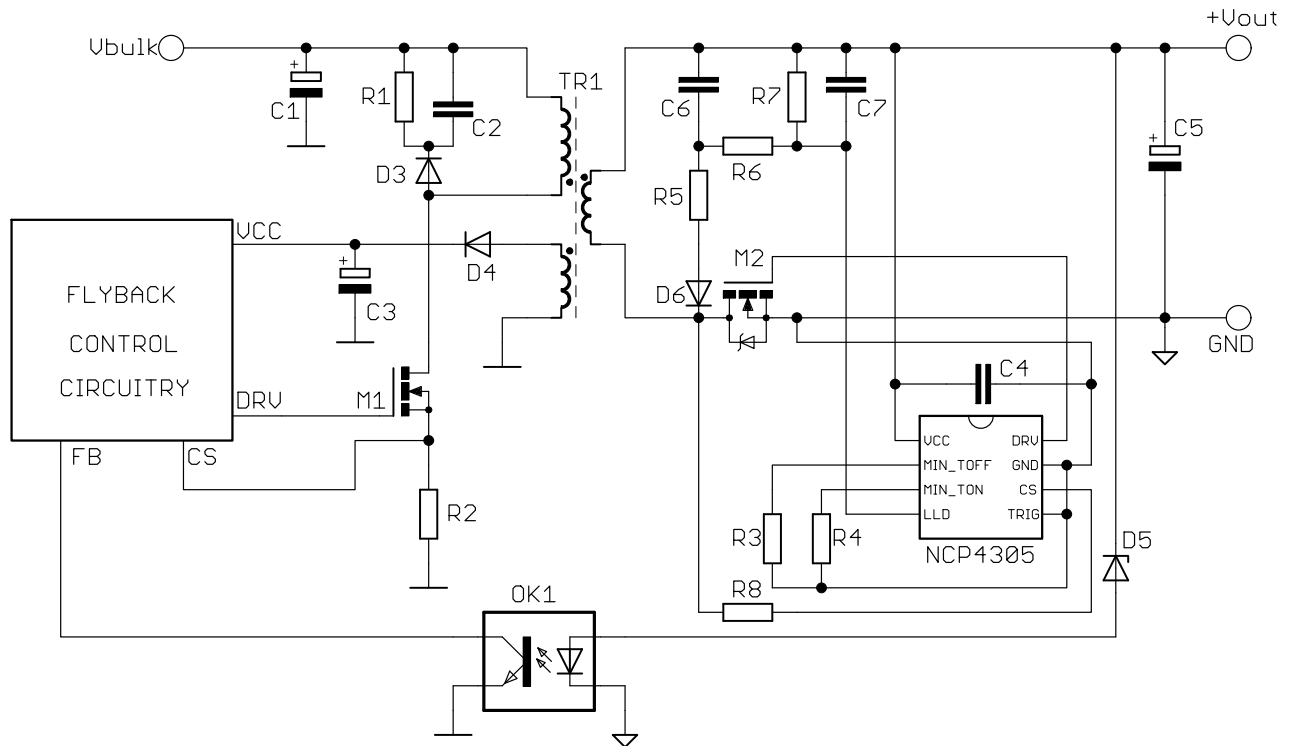 +Vout
Vbulk
TR1
C1
R1
C2
C6
R7
C7
C5
D3
R6
R5
VCC
D4
M2
D6
C3
FLYBACK
CONTROL
CIRCUITRY
GND
C4
M1
DRV
VCC
DRV
MIN_TOFF
GND
MIN_TON
CS
LLD
TRIG
FB
CS
R2
R3
R4
NCP4305
D5
R8
OK1